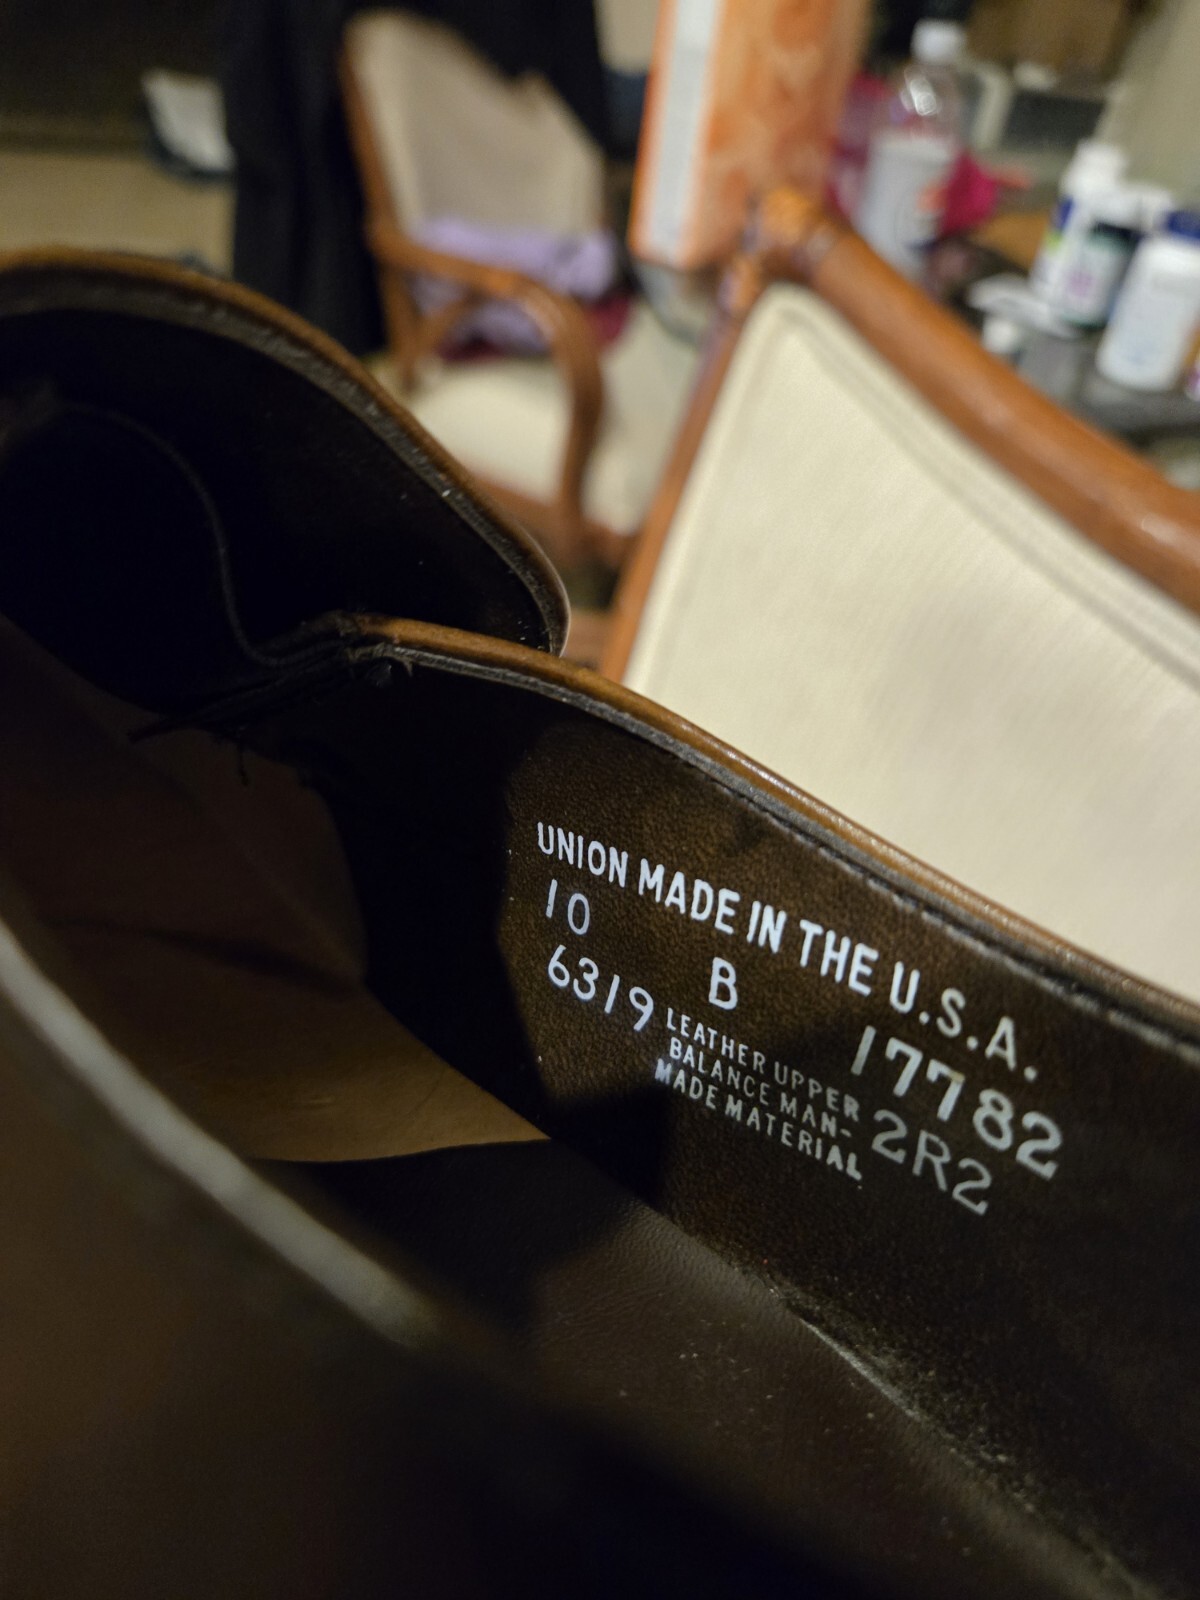 UNION MADE IN THE U.S.A.
10 B 17782
6319 LEATHER UPPER 2R2
BALANCE MAN-
MADE MATERIAL